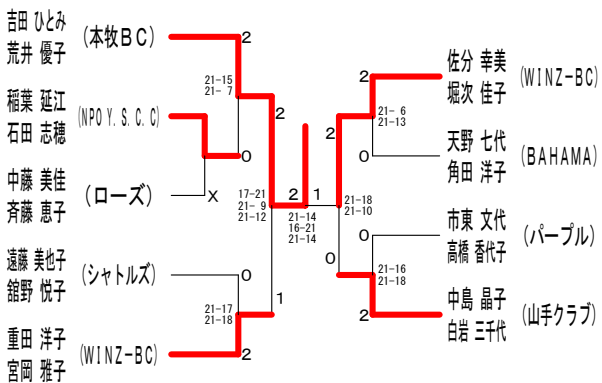 吉田 ひとみ
荒井 優子
(本牧BC)
2
21-15
21- 7
稲葉 延江
石田 志穂
(NPO Y. S. C. C)
0
中藤 美佳
斉藤 恵子
(ローズ)
X
2
17-21
21- 9
21-12
遠藤 美也子
舘野 悦子
(シャトルズ)
0
21-17
21-18
1
重田 洋子
宮岡 雅子
(WINZ-BC)
2
2
1
21-14
16-21
21-14
佐分 幸美
堀次 佳子
(WINZ-BC)
2
21- 6
21-13
2
天野 七代
角田 洋子
(BAHAMA)
0
21-18
21-10
市東 文代
高橋 香代子
(パープル)
0
0
21-16
21-18
中島 晶子
白岩 三千代
(山手クラブ)
2